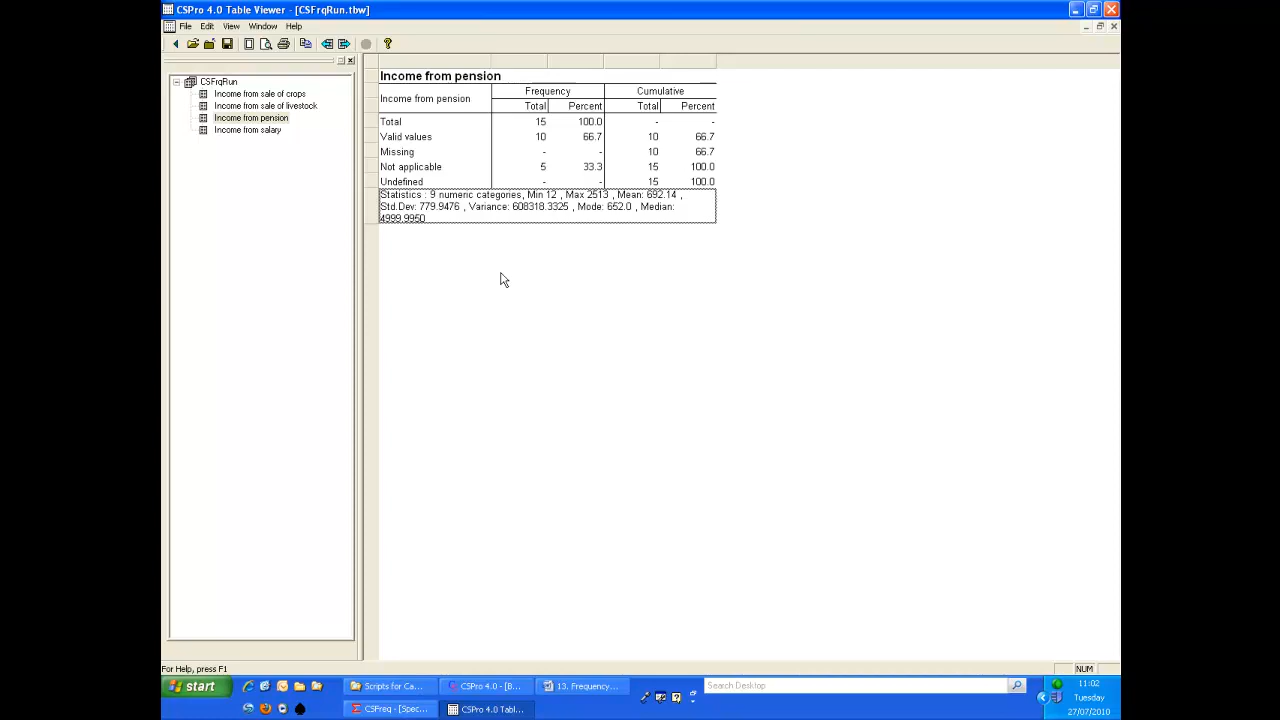 CSPro 4.0 Table Viewer - [CSFrqRun.tbw]
File Edit View Window Help
CSFrqRun
Income from sale of crops
Income from sale of livestock
Income from pension
Income from salary
Income from pension
Income from pension Frequency Cumulative
Total Percent Total Percent
Total 15 100.0 - -
Valid values 10 66.7 10 66.7
Missing - - 10 66.7
Not applicable 5 33.3 15 100.0
Undefined - - 15 100.0
Statistics : 9 numeric categories, Min 12 , Max 2513 , Mean: 692.14 ,
Std.Dev: 779.9476 , Variance: 608318.3325 , Mode: 652.0 , Median:
4999.9950
For Help, press F1
NUM
start
Scripts for Ca...
CSPro 4.0 - [B...
13. Frequency...
Search Desktop
11:02
Tuesday
27/07/2010
CSFreq - [Spec...
CSPro 4.0 Tabl...